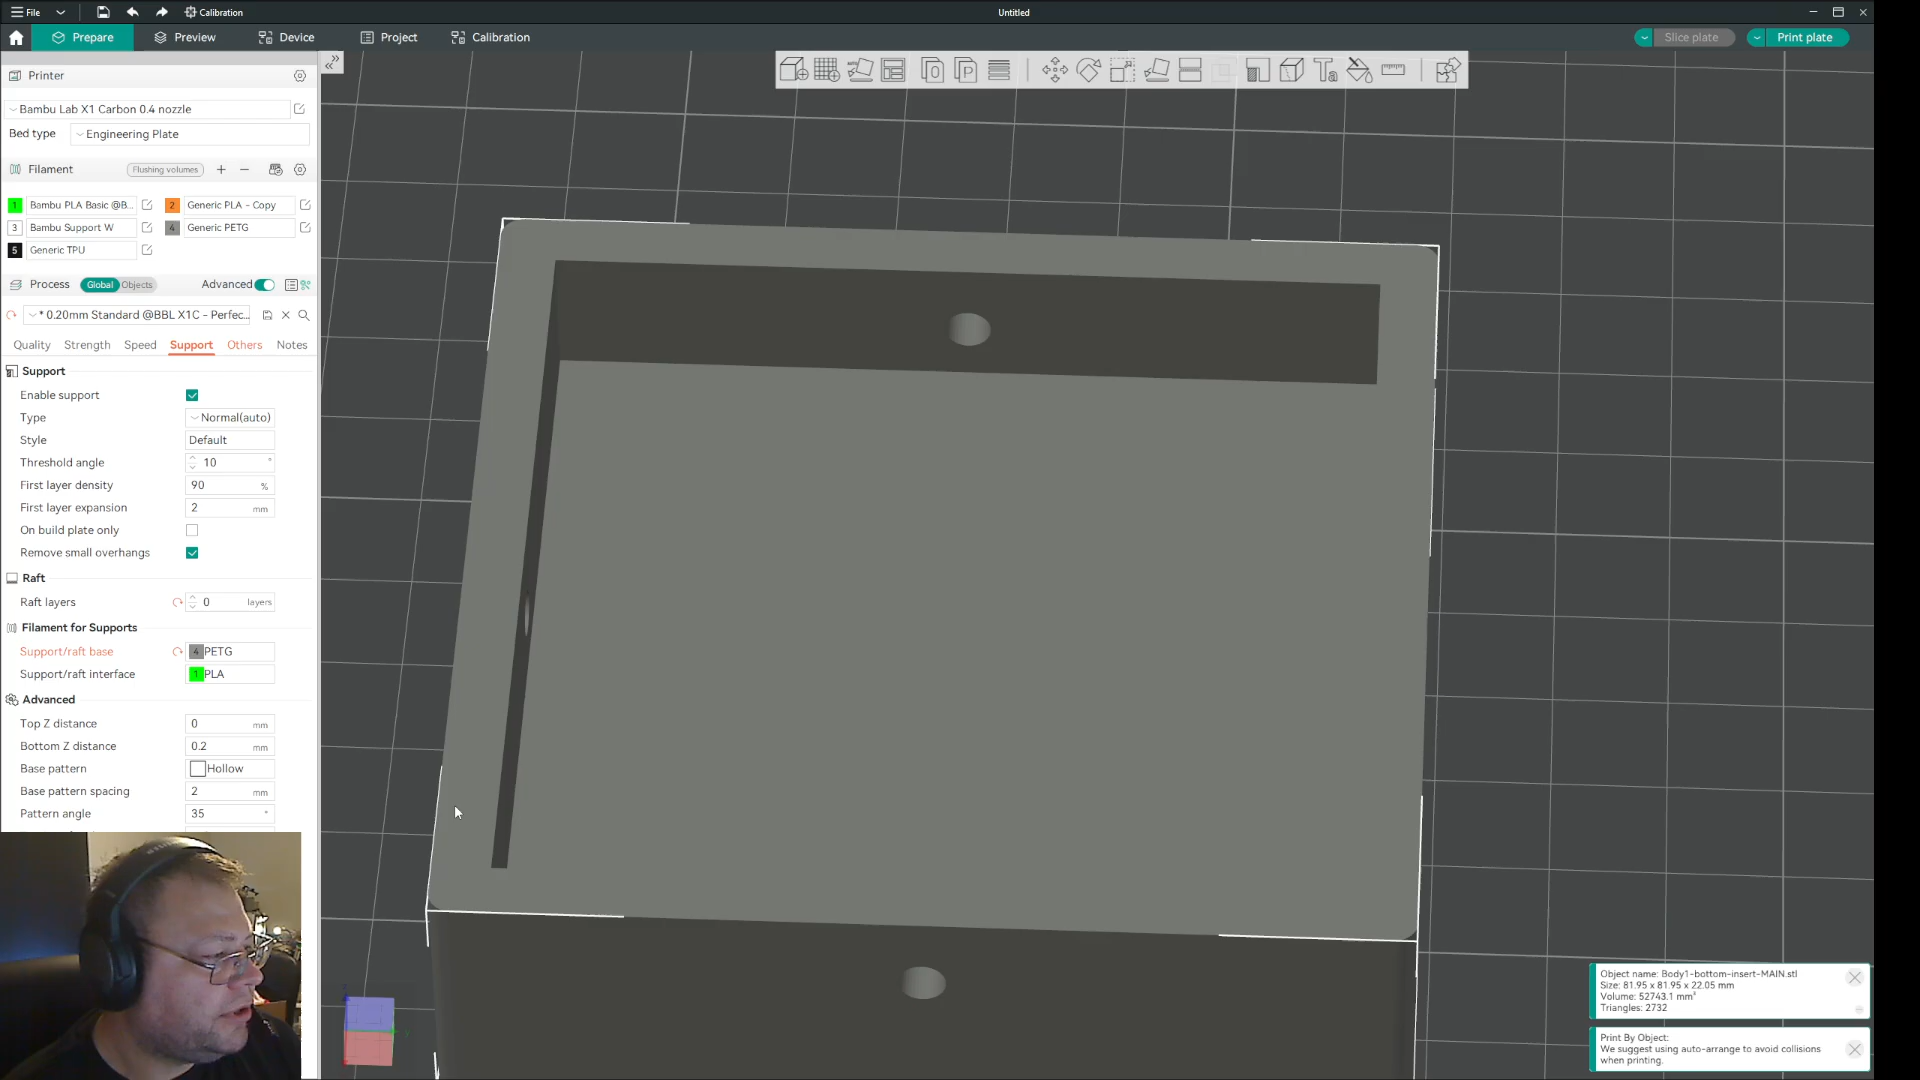 File
Calibration
Untitled
Prepare
Preview
Device
Project
Calibration
Slice plate
Print plate
Printer
Bambu Lab X1 Carbon 0.4 nozzle
Bed type
Engineering Plate
Filament
Flushing volumes
1 Bambu PLA Basic @B...
2 Generic PLA - Copy
3 Bambu Support W
4 Generic PETG
5 Generic TPU
Process
Global
Objects
Advanced
* 0.20mm Standard @BBL X1C - Perfec...
Quality
Strength
Speed
Support
Others
Notes
Support
Enable support
Type Normal(auto)
Style Default
Threshold angle 10 °
First layer density 90 %
First layer expansion 2 mm
On build plate only
Remove small overhangs
Raft
Raft layers 0 layers
Filament for Supports
Support/raft base 4 PETG
Support/raft interface 1 PLA
Advanced
Top Z distance 0 mm
Bottom Z distance 0.2 mm
Base pattern Hollow
Base pattern spacing 2 mm
Pattern angle 35 °
Object name: Body1-bottom-insert-MAIN.stl
Size: 81.95 x 81.95 x 22.05 mm
Volume: 52743.1 mm³
Triangles: 2732
Print By Object:
We suggest using auto-arrange to avoid collisions
when printing.